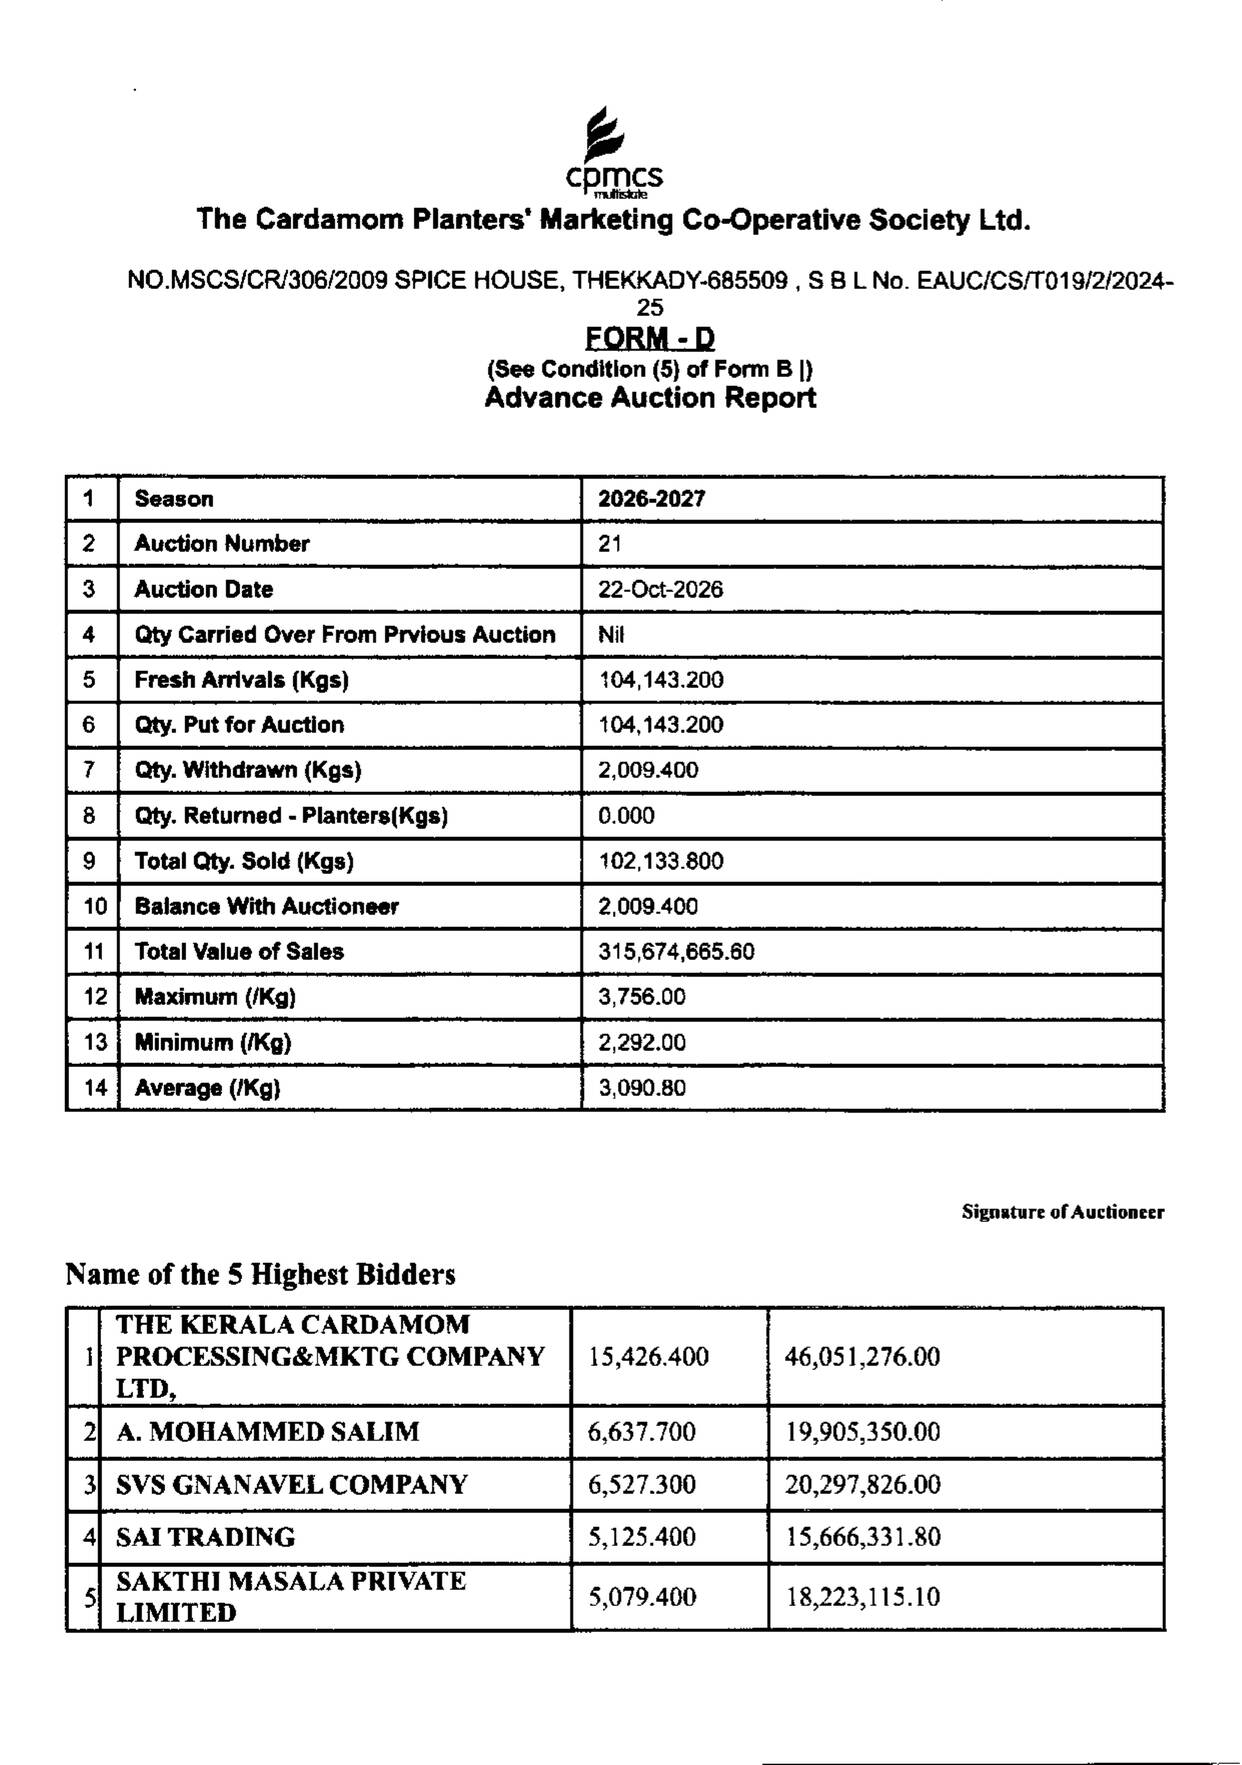 cpmcs
multistate
The Cardamom Planters' Marketing Co-Operative Society Ltd.
NO.MSCS/CR/306/2009 SPICE HOUSE, THEKKADY-685509 , S B L No. EAUC/CS/T019/2/2024-
25
FORM - D
(See Condition (5) of Form B |)
Advance Auction Report
1 Season 2026-2027
2 Auction Number 21
3 Auction Date 22-Oct-2026
4 Qty Carried Over From Prvious Auction Nil
5 Fresh Arrivals (Kgs) 104,143.200
6 Qty. Put for Auction 104,143.200
7 Qty. Withdrawn (Kgs) 2,009.400
8 Qty. Returned - Planters(Kgs) 0.000
9 Total Qty. Sold (Kgs) 102,133.800
10 Balance With Auctioneer 2,009.400
11 Total Value of Sales 315,674,665.60
12 Maximum (/Kg) 3,756.00
13 Minimum (/Kg) 2,292.00
14 Average (/Kg) 3,090.80
Signature of Auctioneer
Name of the 5 Highest Bidders
THE KERALA CARDAMOM
1 PROCESSING&MKTG COMPANY 15,426.400 46,051,276.00
LTD,
2 A. MOHAMMED SALIM 6,637.700 19,905,350.00
3 SVS GNANAVEL COMPANY 6,527.300 20,297,826.00
4 SAI TRADING 5,125.400 15,666,331.80
5 SAKTHI MASALA PRIVATE 5,079.400 18,223,115.10
LIMITED